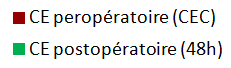 CE peropératoire (CEC)
CE postopératoire (48h)